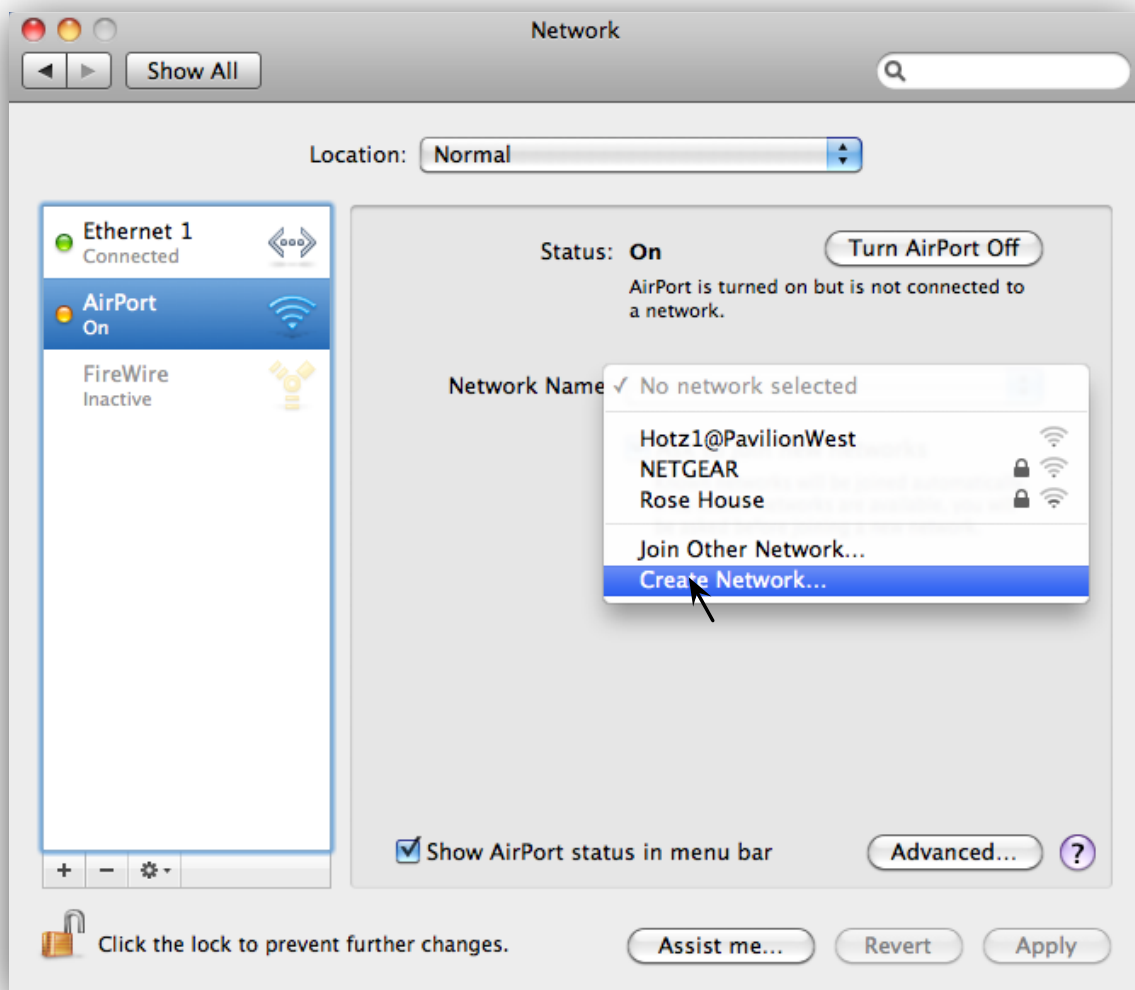 Network
Show All
Location: Normal
Ethernet 1
Connected
AirPort
On
FireWire
Inactive
Status: On
Turn AirPort Off
AirPort is turned on but is not connected to
a network.
Network Name
✓ No network selected
Hotz1@PavilionWest
NETGEAR
Rose House
Join Other Network...
Create Network...
Show AirPort status in menu bar
Advanced...
?
Click the lock to prevent further changes.
Assist me...
Revert
Apply